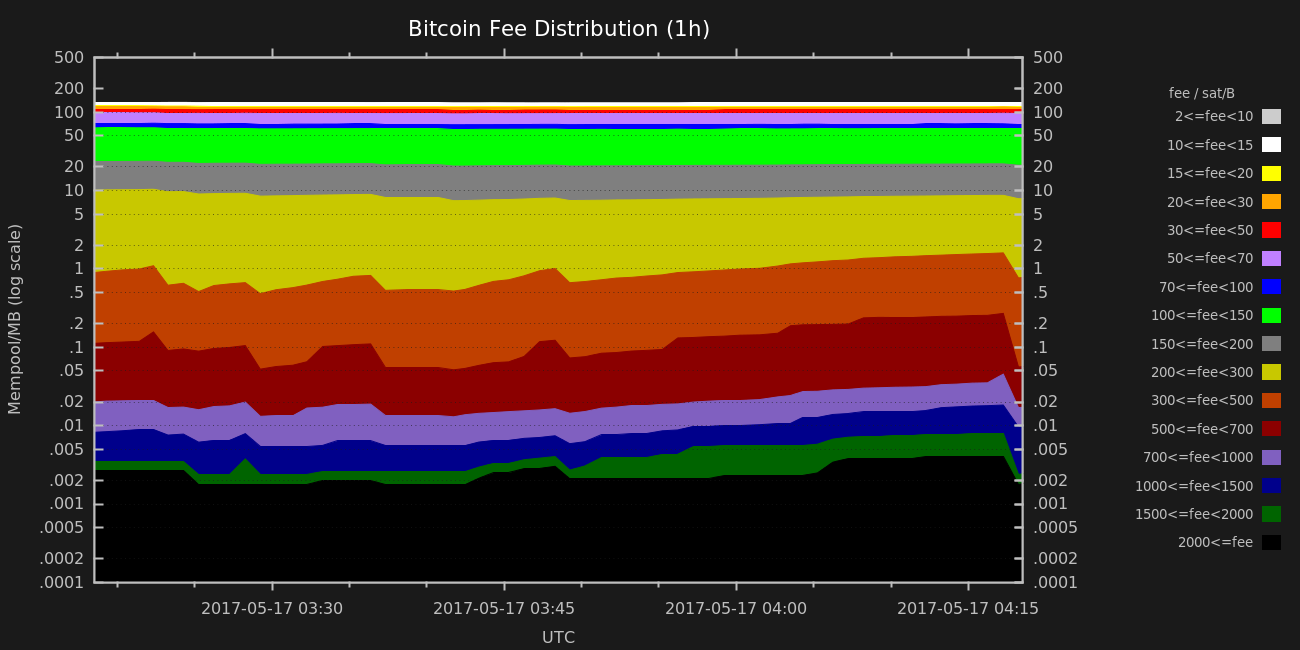 Bitcoin Fee Distribution (1h)
Mempool/MB (log scale)
500
200
100
50
20
10
5
2
1
.5
.2
.1
.05
.02
.01
.005
.002
.001
.0005
.0002
.0001
500
200
100
50
20
10
5
2
1
.5
.2
.1
.05
.02
.01
.005
.002
.001
.0005
.0002
.0001
2017-05-17 03:30 2017-05-17 03:45 2017-05-17 04:00 2017-05-17 04:15
UTC
fee / sat/B
2<=fee<10
10<=fee<15
15<=fee<20
20<=fee<30
30<=fee<50
50<=fee<70
70<=fee<100
100<=fee<150
150<=fee<200
200<=fee<300
300<=fee<500
500<=fee<700
700<=fee<1000
1000<=fee<1500
1500<=fee<2000
2000<=fee